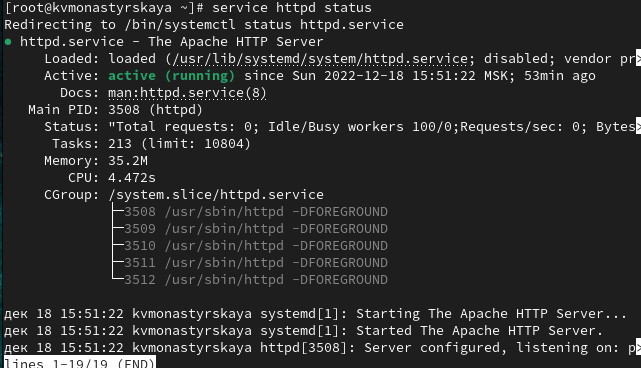 [root@kvmonastyrskaya ~]# service httpd status
Redirecting to /bin/systemctl status httpd.service
● httpd.service - The Apache HTTP Server
Loaded: loaded (/usr/lib/systemd/system/httpd.service; disabled; vendor pr>
Active: active (running) since Sun 2022-12-18 15:51:22 MSK; 53min ago
Docs: man:httpd.service(8)
Main PID: 3508 (httpd)
Status: "Total requests: 0; Idle/Busy workers 100/0;Requests/sec: 0; Bytes>
Tasks: 213 (limit: 10804)
Memory: 35.2M
CPU: 4.472s
CGroup: /system.slice/httpd.service
├─3508 /usr/sbin/httpd -DFOREGROUND
├─3509 /usr/sbin/httpd -DFOREGROUND
├─3510 /usr/sbin/httpd -DFOREGROUND
├─3511 /usr/sbin/httpd -DFOREGROUND
└─3512 /usr/sbin/httpd -DFOREGROUND
дек 18 15:51:22 kvmonastyrskaya systemd[1]: Starting The Apache HTTP Server...
дек 18 15:51:22 kvmonastyrskaya systemd[1]: Started The Apache HTTP Server.
дек 18 15:51:22 kvmonastyrskaya httpd[3508]: Server configured, listening on: p>
lines 1-19/19 (END)